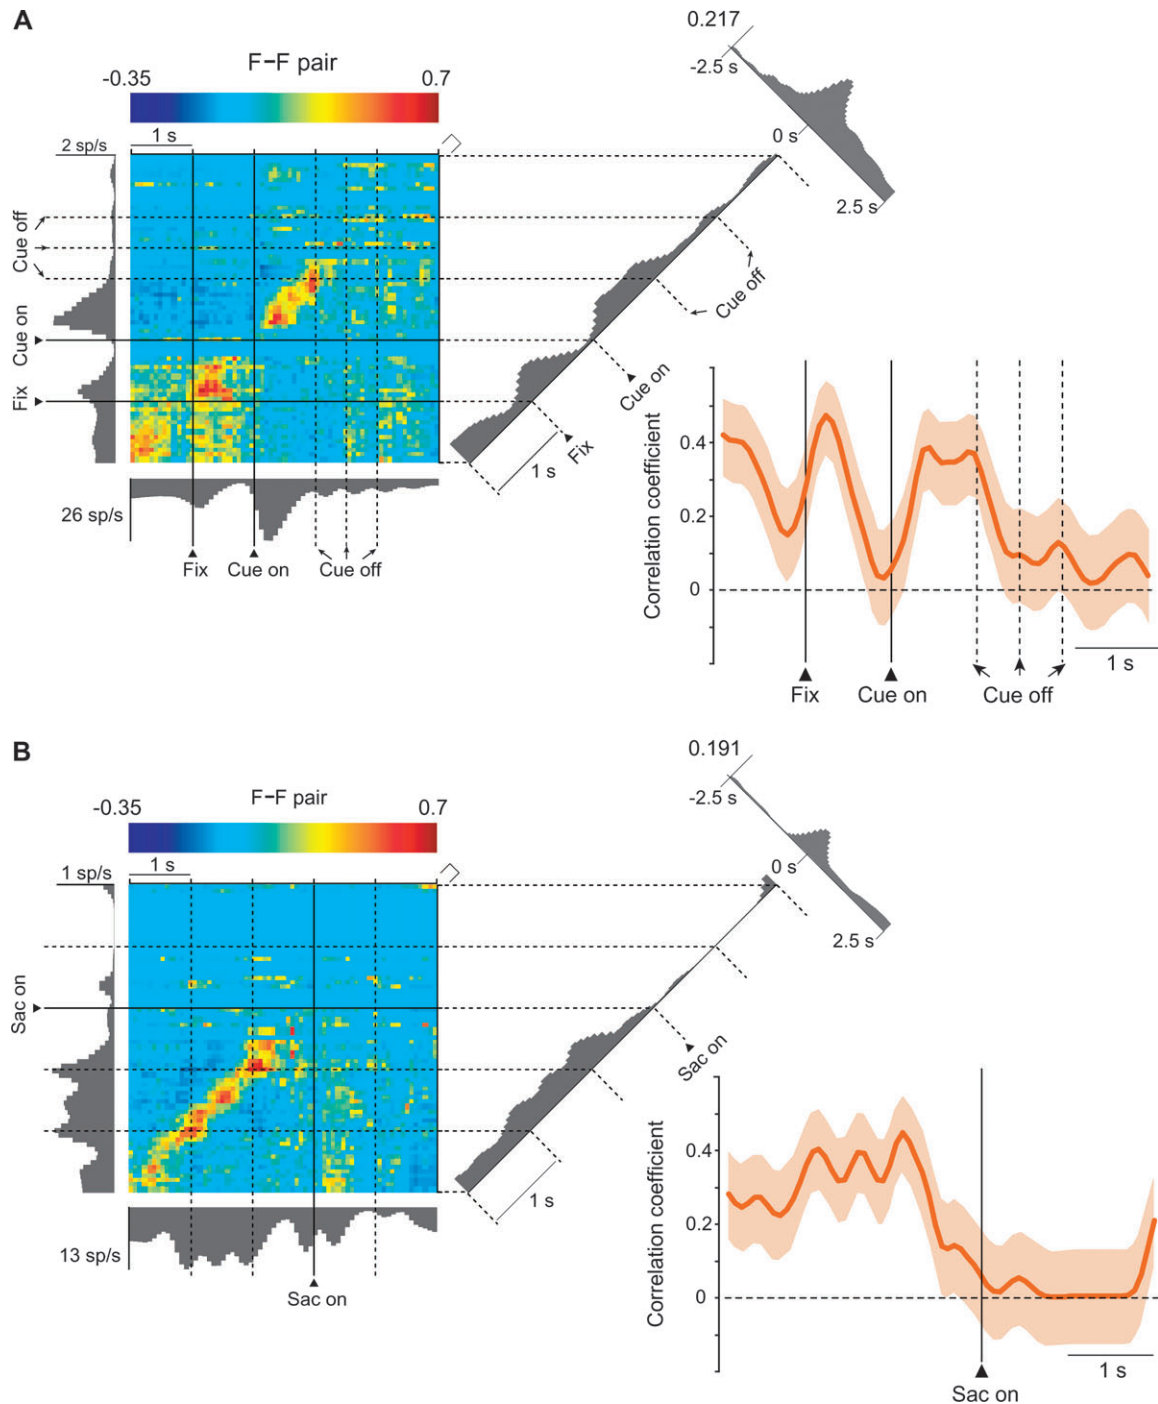 A
F-F pair
-0.35 0.7
1 s
2 sp/s
Cue off
Cue on
Fix
26 sp/s
Fix Cue on Cue off
0.217
-2.5 s
0 s
2.5 s
Cue off
Cue on
Fix
1 s
Correlation coefficient
0.4
0.2
0
1 s
Fix Cue on Cue off
B
F-F pair
-0.35 0.7
1 s
1 sp/s
Sac on
13 sp/s
Sac on
0.191
-2.5 s
0 s
2.5 s
Sac on
1 s
Correlation coefficient
0.4
0.2
0
1 s
Sac on